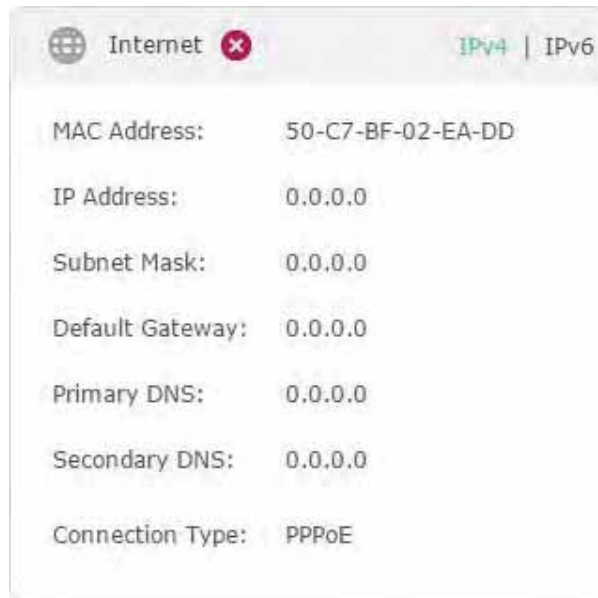 Internet IPv4 | IPv6
MAC Address: 50-C7-BF-02-EA-DD
IP Address: 0.0.0.0
Subnet Mask: 0.0.0.0
Default Gateway: 0.0.0.0
Primary DNS: 0.0.0.0
Secondary DNS: 0.0.0.0
Connection Type: PPPoE